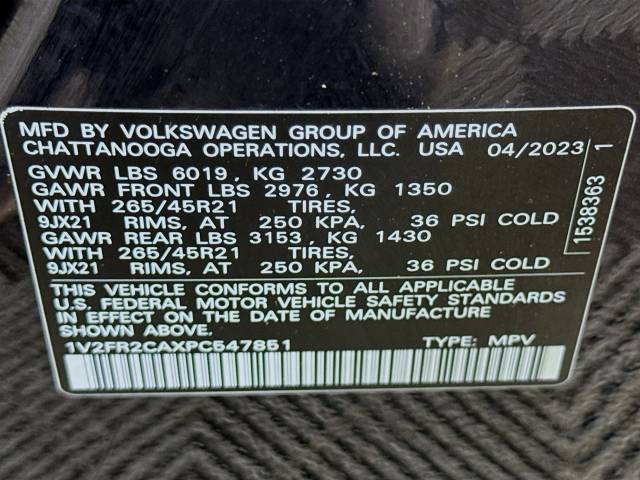 MFD BY VOLKSWAGEN GROUP OF AMERICA
CHATTANOOGA OPERATIONS, LLC. USA 04/2023
GVWR LBS 6019, KG 2730
GAWR FRONT LBS 2976, KG 1350
WITH 265/45R21 TIRES,
9JX21 RIMS, AT 250 KPA, 36 PSI COLD
GAWR REAR LBS 3153, KG 1430
WITH 265/45R21 TIRES,
9JX21 RIMS, AT 250 KPA, 36 PSI COLD
THIS VEHICLE CONFORMS TO ALL APPLICABLE
U.S. FEDERAL MOTOR VEHICLE SAFETY STANDARDS
IN EFFECT ON THE DATE OF MANUFACTURE
SHOWN ABOVE.
1V2FR2CAXPC547851 TYPE: MPV
1538363 1